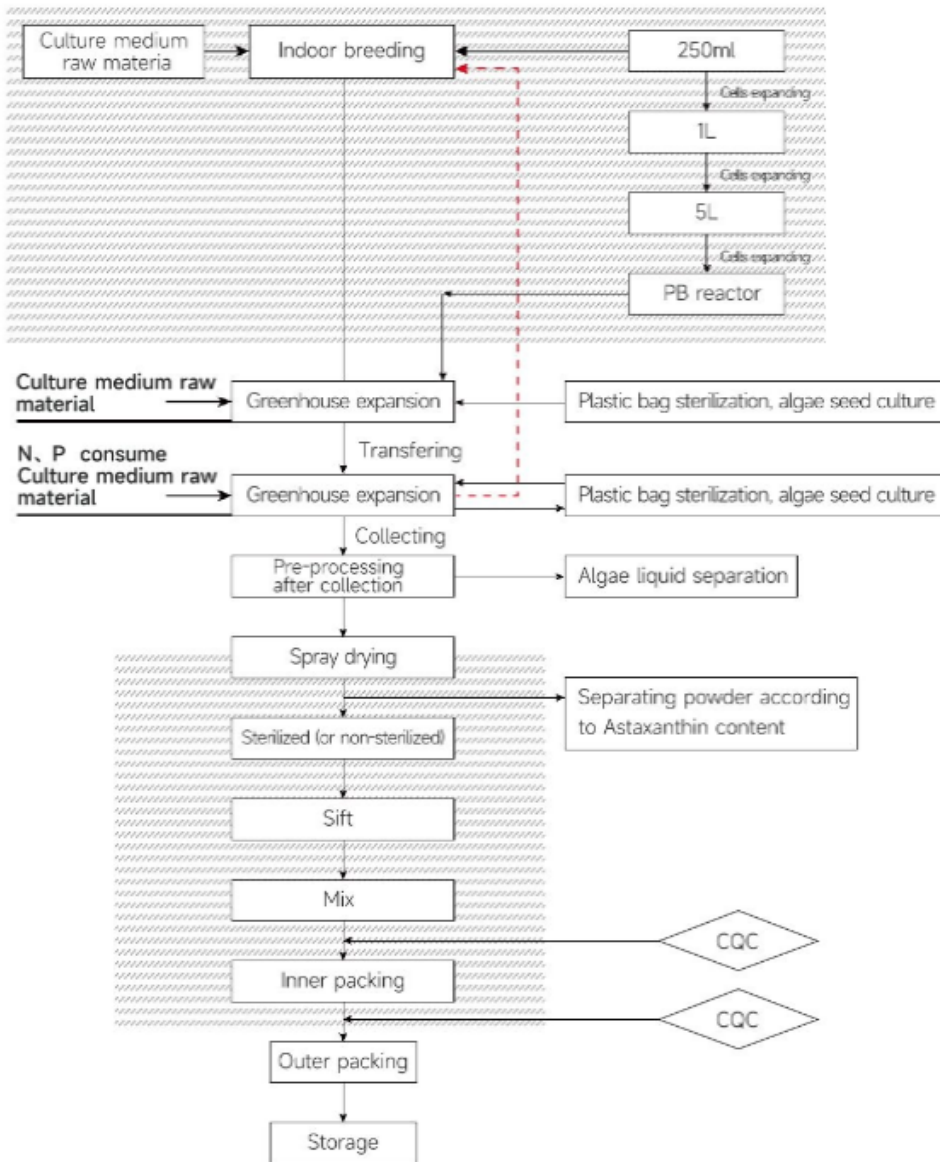 Culture medium
raw materia
Indoor breeding
250ml
Cells expanding
1L
Cells expanding
5L
Cells expanding
PB reactor
Culture medium raw
material
Greenhouse expansion
Plastic bag sterilization, algae seed culture
Transfering
N、P consume
Culture medium raw
material
Greenhouse expansion
Plastic bag sterilization, algae seed culture
Collecting
Pre-processing
after collection
Algae liquid separation
Spray drying
Separating powder according
to Astaxanthin content
Sterilized (or non-sterilized)
Sift
Mix
CQC
Inner packing
CQC
Outer packing
Storage